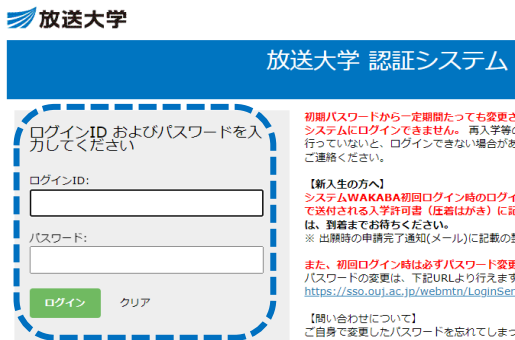 放送大学
放送大学 認証システム
ログインID およびパスワードを入
力してください
ログインID:
パスワード:
ログイン クリア
初期パスワードから一定期間たっても変更さ
システムにログインできません。 再入学等の
行っていないと、ログインできない場合があ
ご連絡ください。
【新入生の方へ】
システムWAKABA初回ログイン時のログイ
で送付される入学許可書（圧着はがき）に記
は、到着までお待ちください。
※ 出願時の申請完了通知(メール)に記載の
また、初回ログイン時は必ずパスワード変更
パスワードの変更は、下記URLより行えます
https://sso.ouj.ac.jp/webmtn/LoginSer
【問い合わせについて】
ご自身で変更したパスワードを忘れてしまっ